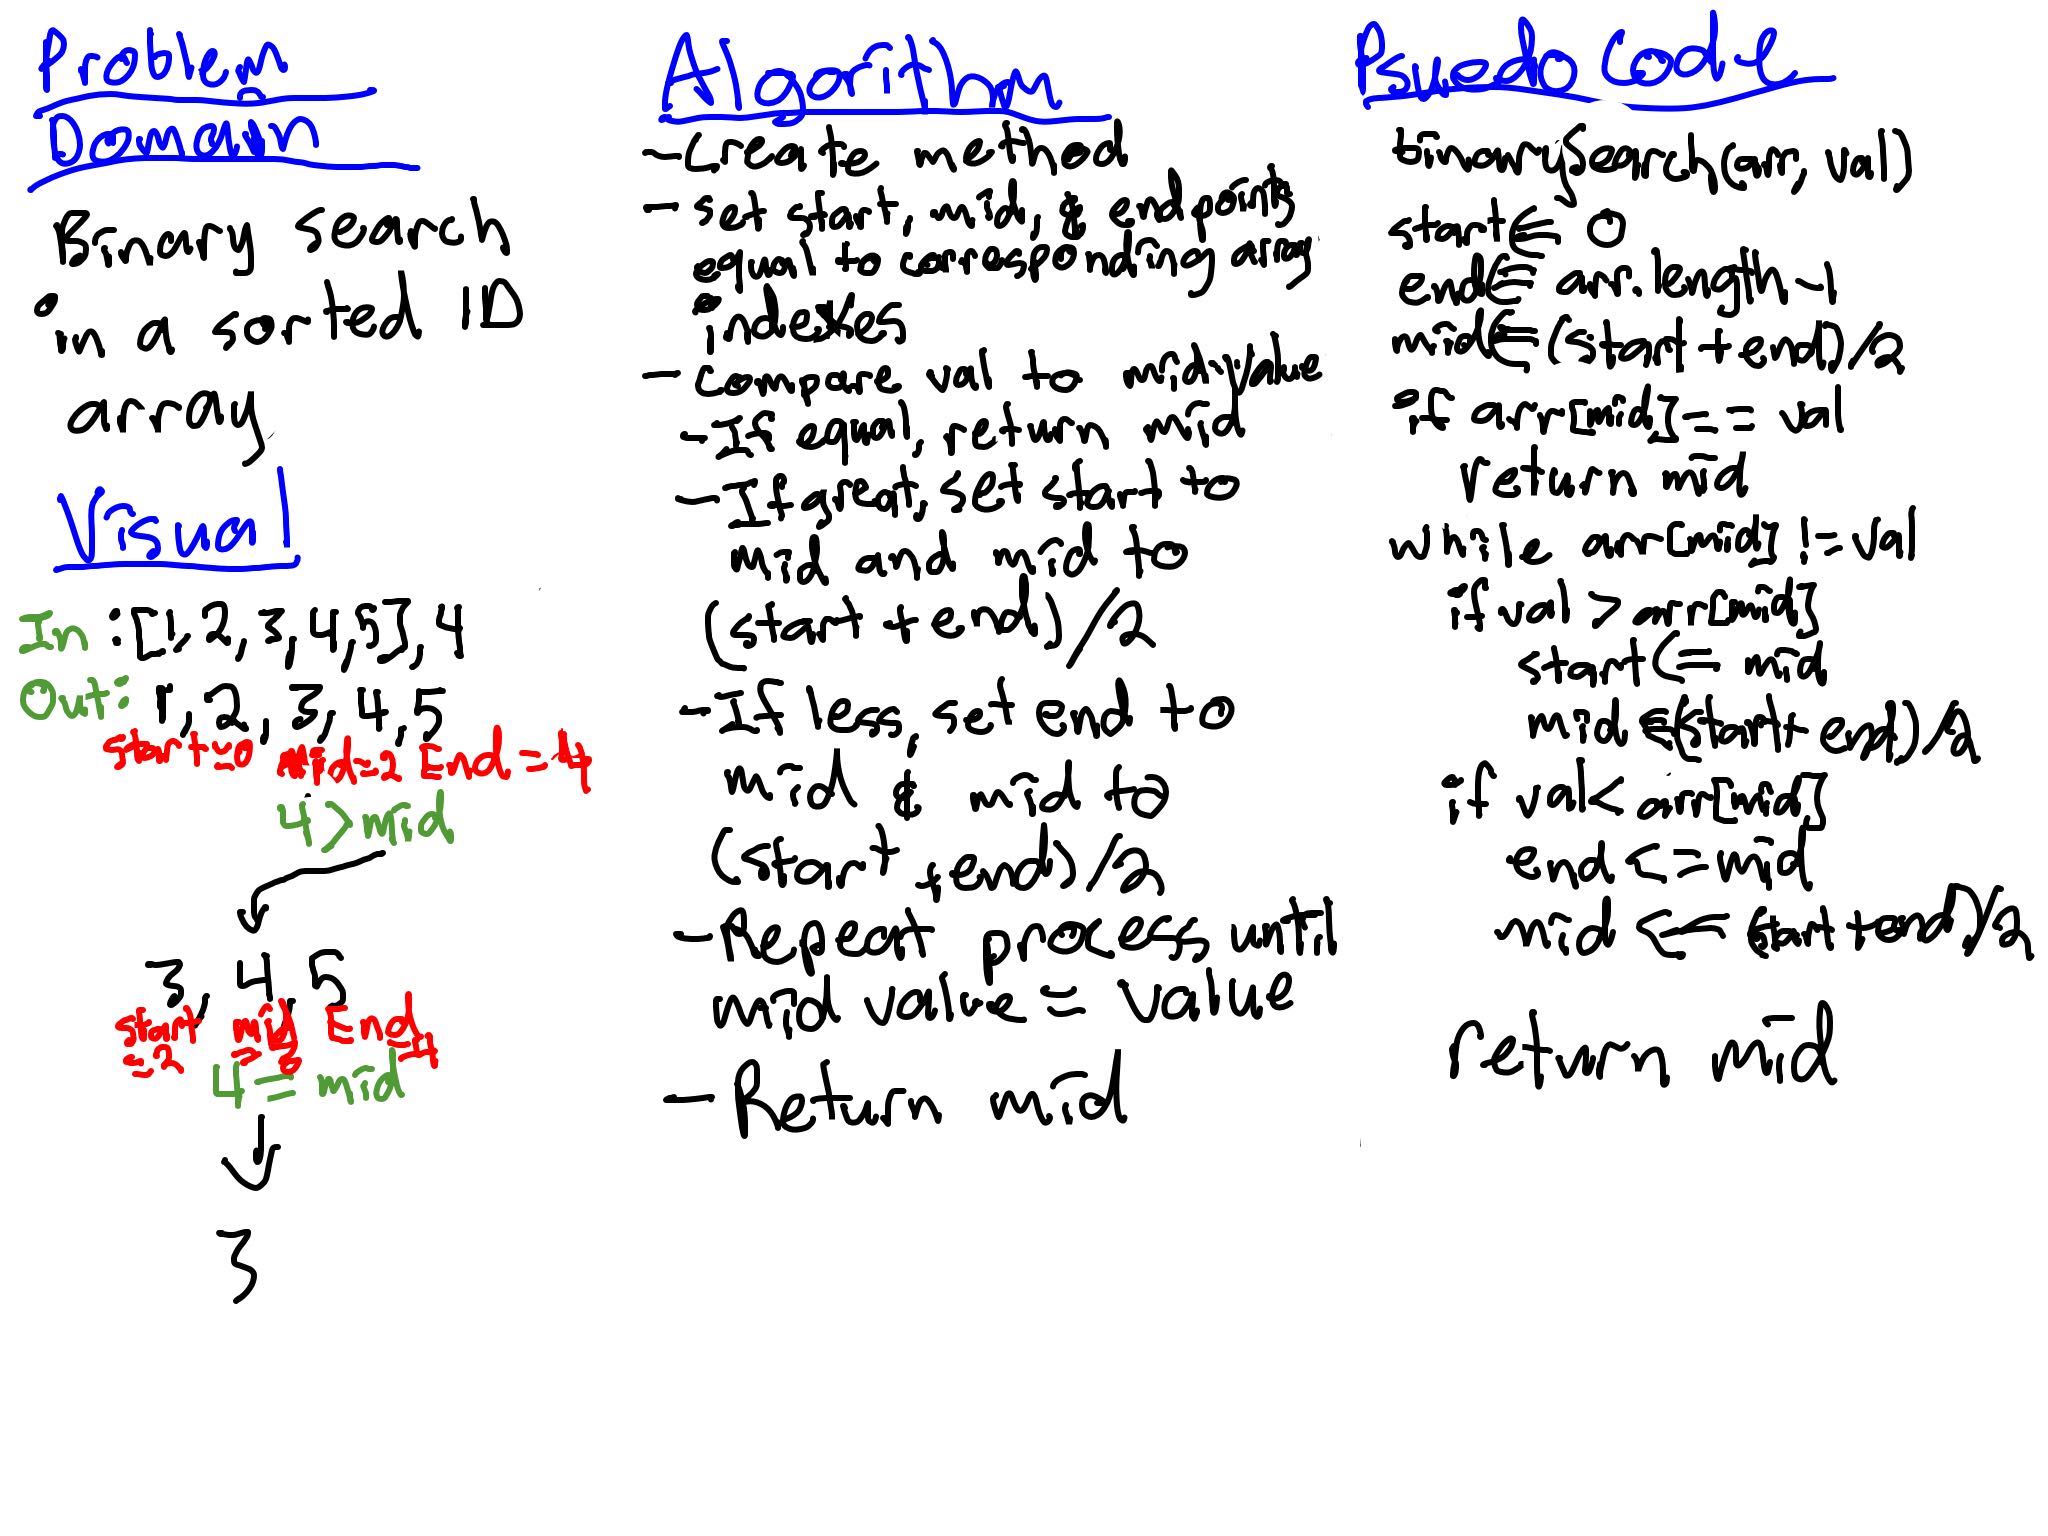 Problem
Domain
Binary search
in a sorted 1D
array
Visual
In :[1,2,3,4,5],4
Out: 1,2,3,4,5
start=0 Mid=2 End=4
4>mid
3,4,5
start mid End
=2 =3 =4
4= mid
3
Algorithm
-Create method
- set start, mid, & endpoints
equal to corresponding array
indexes
- compare val to mid value
-If equal, return mid
-If great, set start to
mid and mid to
(start + end)/2
-If less, set end to
mid & mid to
(start +end)/2
-Repeat process until
mid value = value
- Return mid
Psuedo Code
binarySearch(arr, val)
start<= 0
end<= arr.length-1
mid<=(start+end)/2
if arr[mid]== val
return mid
while arr[mid] !=val
if val > arr[mid]
start<= mid
mid <=(start+ end)/2
if val< arr[mid]
end <=mid
mid <= (start+end)/2
return mid